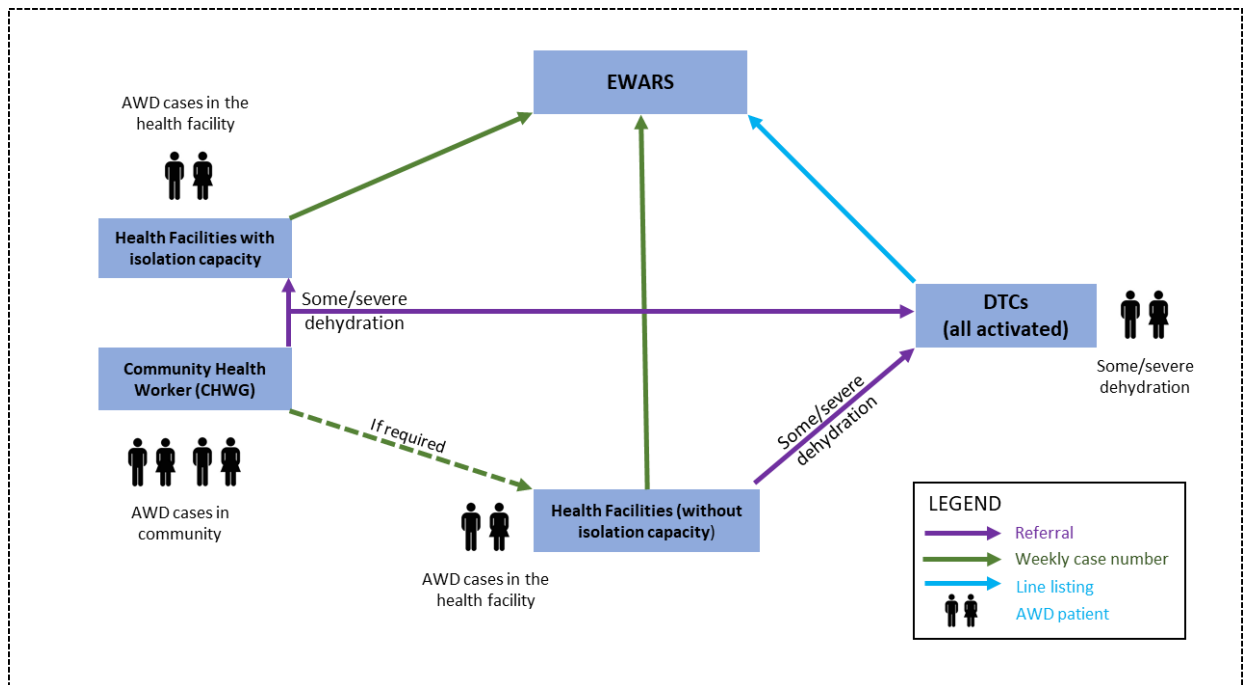 EWARS
AWD cases in the
health facility
Health Facilities with
isolation capacity
Some/severe
dehydration
DTCs
(all activated)
Some/severe
dehydration
Community Health
Worker (CHWG)
If required
Some/severe
dehydration
AWD cases in
community
Health Facilities (without
isolation capacity)
AWD cases in the
health facility
LEGEND
Referral
Weekly case number
Line listing
AWD patient